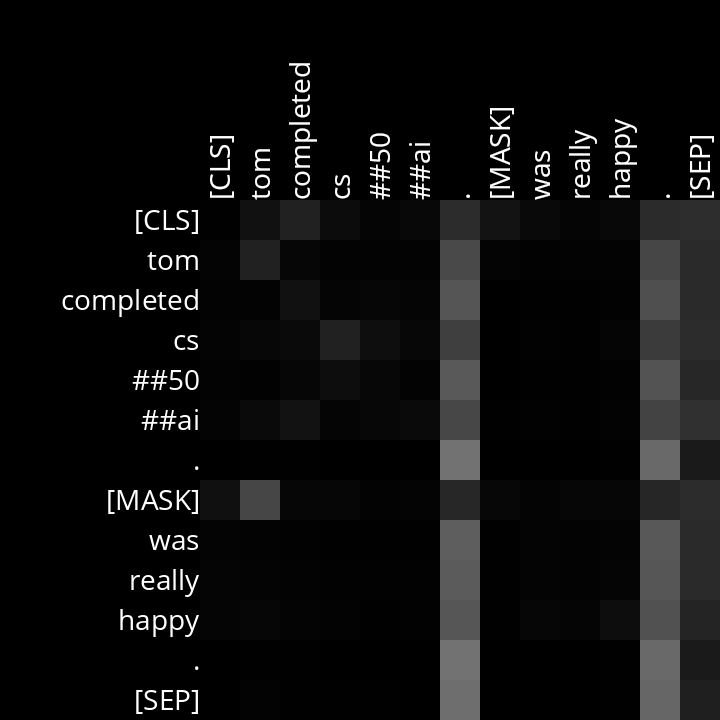 [CLS]
tom
completed
cs
##50
##ai
.
[MASK]
was
really
happy
.
[SEP]
[CLS]
tom
completed
cs
##50
##ai
.
[MASK]
was
really
happy
.
[SEP]